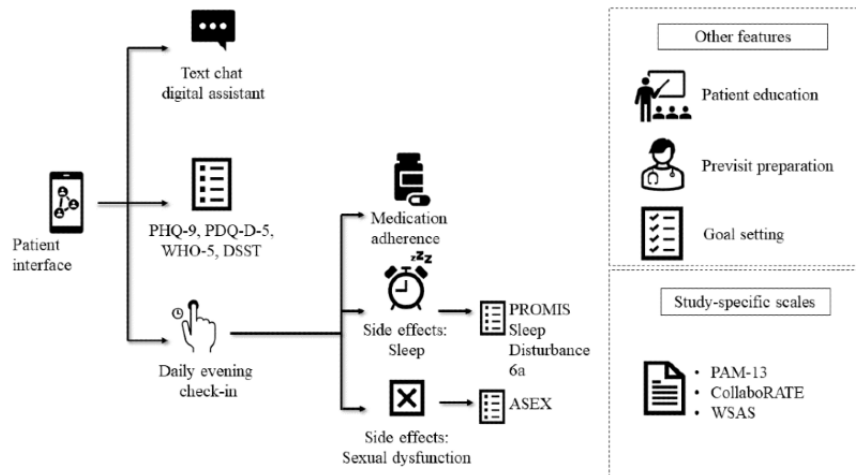 Text chat
digital assistant
Patient
interface
PHQ-9, PDQ-D-5,
WHO-5, DSST
Daily evening
check-in
Medication
adherence
zZZ
Side effects:
Sleep
PROMIS
Sleep
Disturbance
6a
Side effects:
Sexual dysfunction
ASEX
Other features
Patient education
Previsit preparation
Goal setting
Study-specific scales
• PAM-13
• CollaboRATE
• WSAS